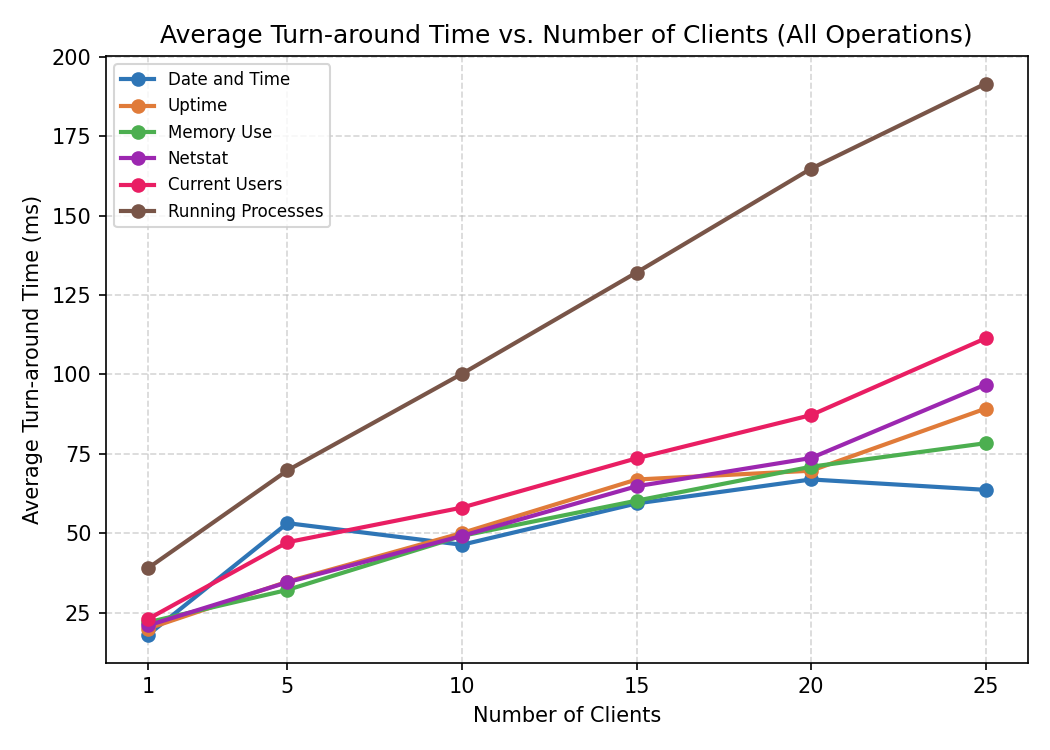 Average Turn-around Time vs. Number of Clients (All Operations)
200
175
150
125
100
75
50
25
Average Turn-around Time (ms)
Date and Time
Uptime
Memory Use
Netstat
Current Users
Running Processes
1 5 10 15 20 25
Number of Clients